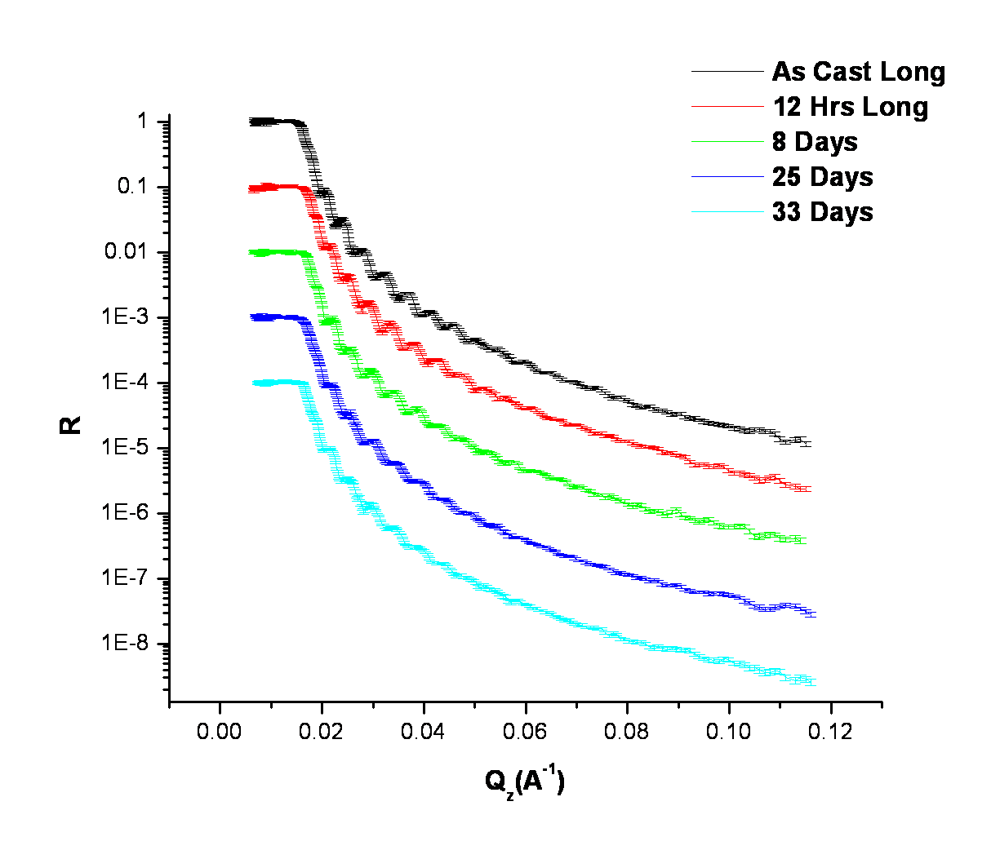 As Cast Long
12 Hrs Long
8 Days
25 Days
33 Days
1
0.1
0.01
1E-3
1E-4
1E-5
1E-6
1E-7
1E-8
R
0.00 0.02 0.04 0.06 0.08 0.10 0.12
Qz(A-1)